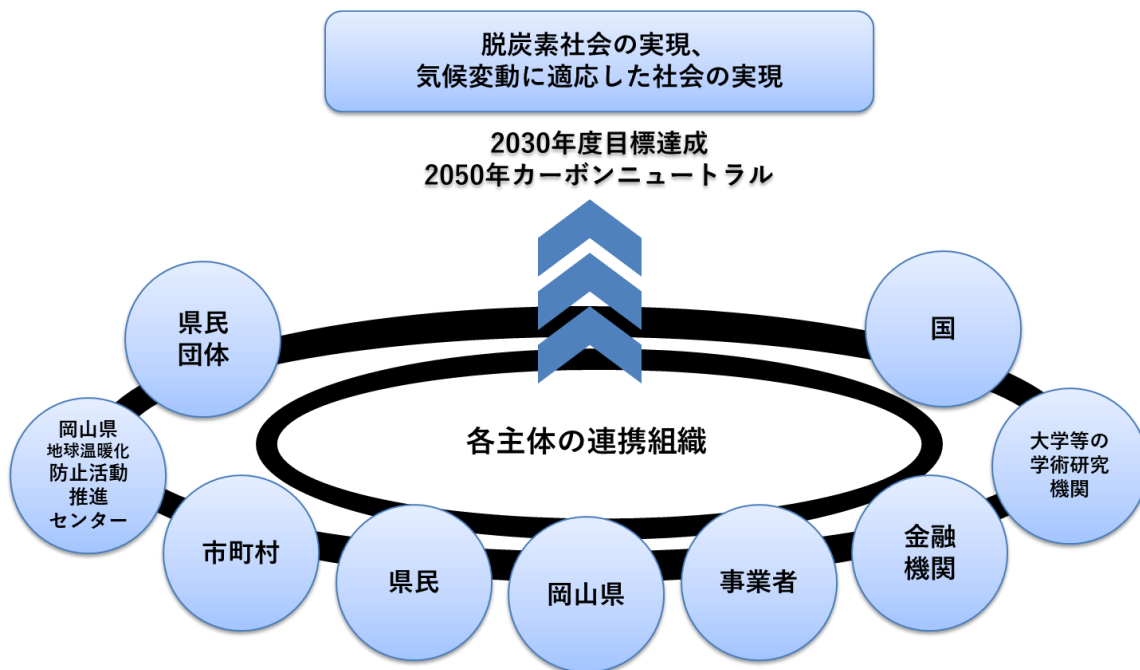 脱炭素社会の実現、
気候変動に適応した社会の実現
2030年度目標達成
2050年カーボンニュートラル
県民
団体
国
岡山県
地球温暖化
防止活動
推進
センター
各主体の連携組織
大学等の
学術研究
機関
市町村
県民
岡山県
事業者
金融
機関